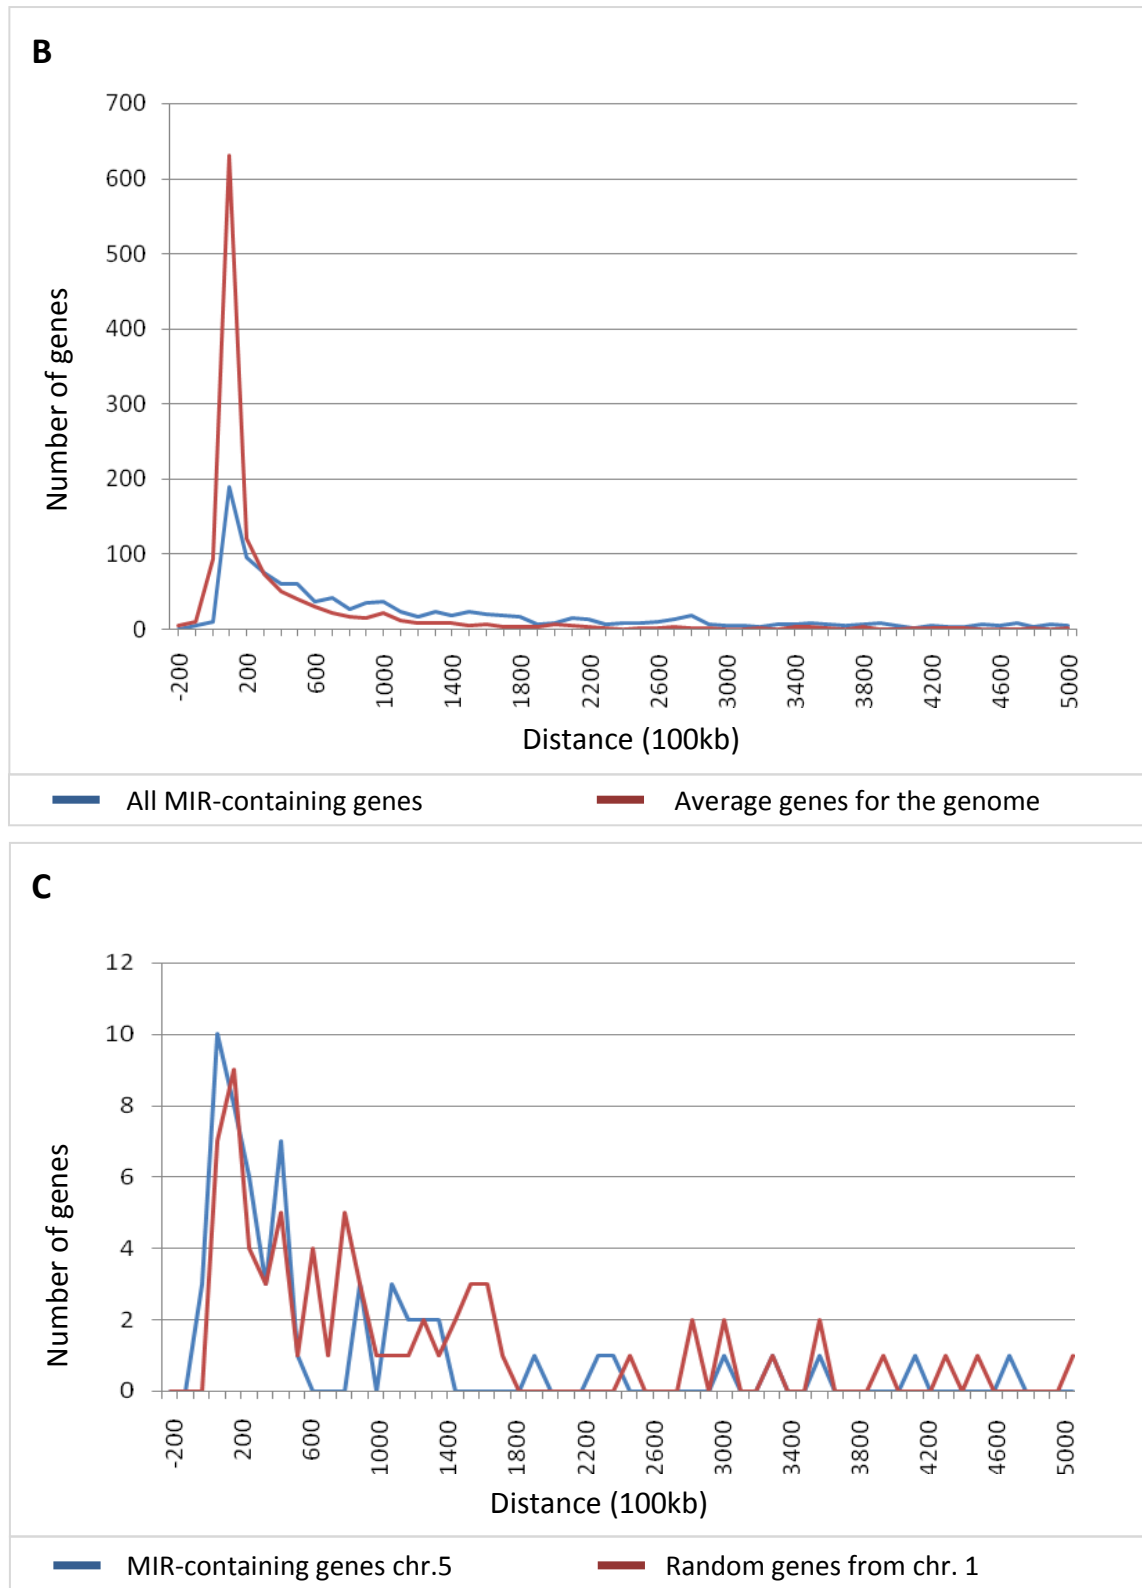 B
700
600
500
400
300
200
100
0
Number of genes
-200 200 600 1000 1400 1800 2200 2600 3000 3400 3800 4200 4600 5000
Distance (100kb)
All MIR-containing genes Average genes for the genome
C
12
10
8
6
4
2
0
Number of genes
-200 200 600 1000 1400 1800 2200 2600 3000 3400 3800 4200 4600 5000
Distance (100kb)
MIR-containing genes chr.5 Random genes from chr. 1